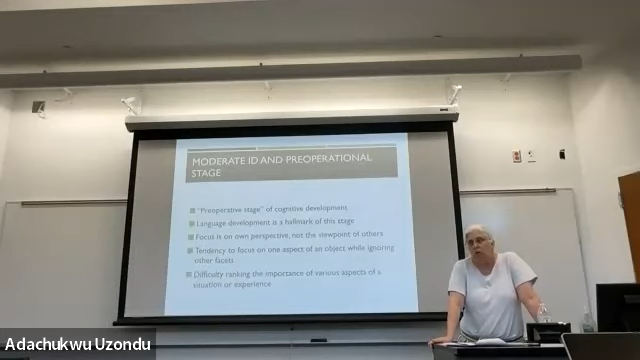 MODERATE ID AND PREOPERATIONAL
STAGE
"Preoperative stage" of cognitive development
Language development is a hallmark of this stage
Focus is on own perspective, not the viewpoint of others
Tendency to focus on one aspect of an object while ignoring
other facets
Difficulty ranking the importance of various aspects of a
situation or experience
Adachukwu Uzondu